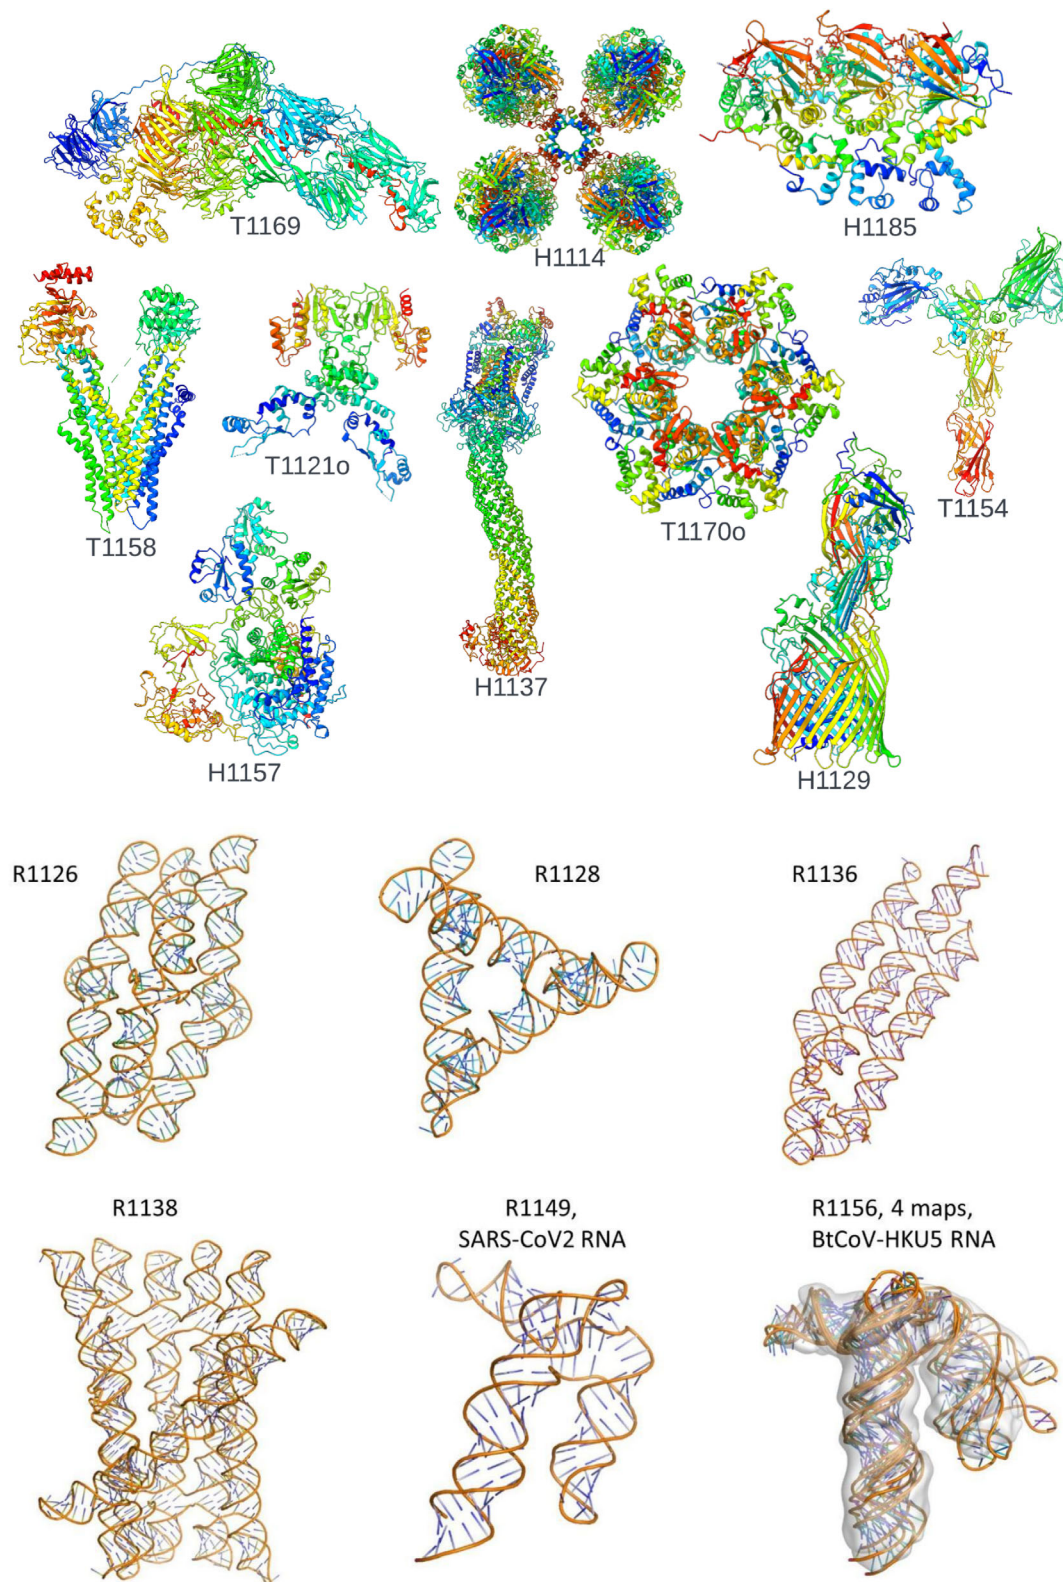 T1169
H1114
H1185
T1158
T1121o
H1137
T1170o
T1154
H1157
H1129
R1126
R1128
R1136
R1138
R1149,
SARS-CoV2 RNA
R1156, 4 maps,
BtCoV-HKU5 RNA